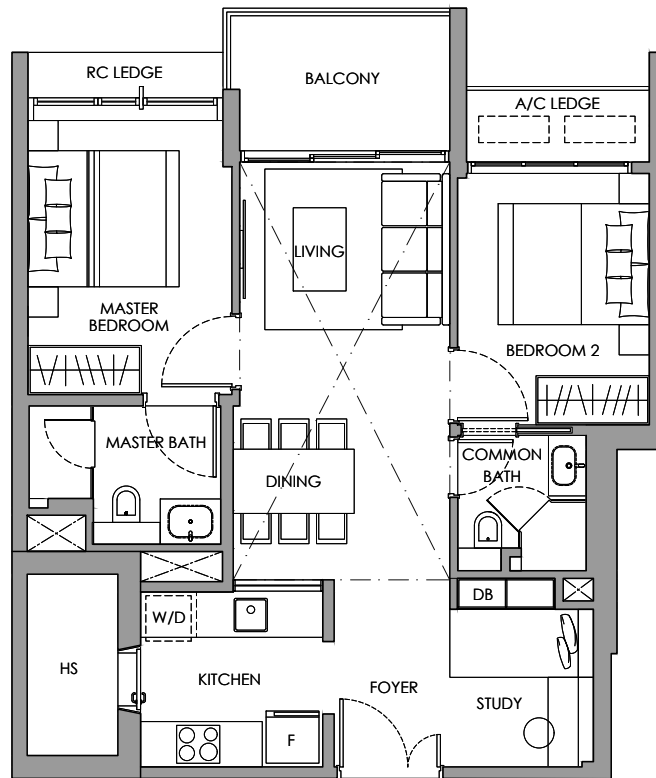 RC LEDGE
BALCONY
A/C LEDGE
LIVING
MASTER
BEDROOM
BEDROOM 2
MASTER BATH
COMMON
BATH
DINING
W/D
DB
HS
KITCHEN
FOYER
STUDY
F